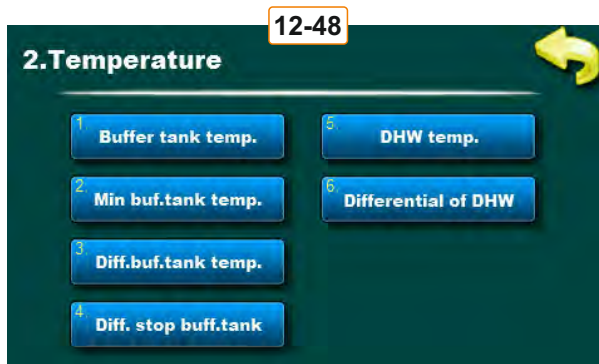 12-48
2.Temperature
1.
Buffer tank temp.
2.
Min buf.tank temp.
3.
Diff.buf.tank temp.
4.
Diff. stop buff.tank
5.
DHW temp.
6.
Differential of DHW